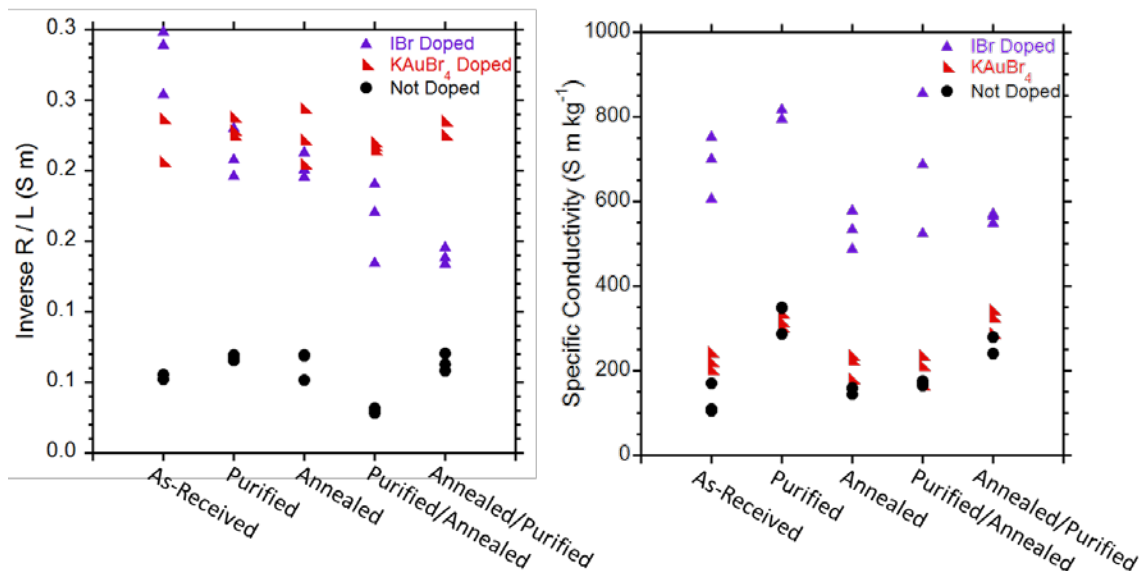 0.3
0.3
0.2
0.2
0.1
0.1
0.0
Inverse R / L (S m)
IBr Doped
KAuBr4 Doped
Not Doped
As-Received
Purified
Annealed
Purified/Annealed
Annealed/Purified
1000
800
600
400
200
0
Specific Conductivity (S m kg-1)
IBr Doped
KAuBr4
Not Doped
As-Received
Purified
Annealed
Purified/Annealed
Annealed/Purified